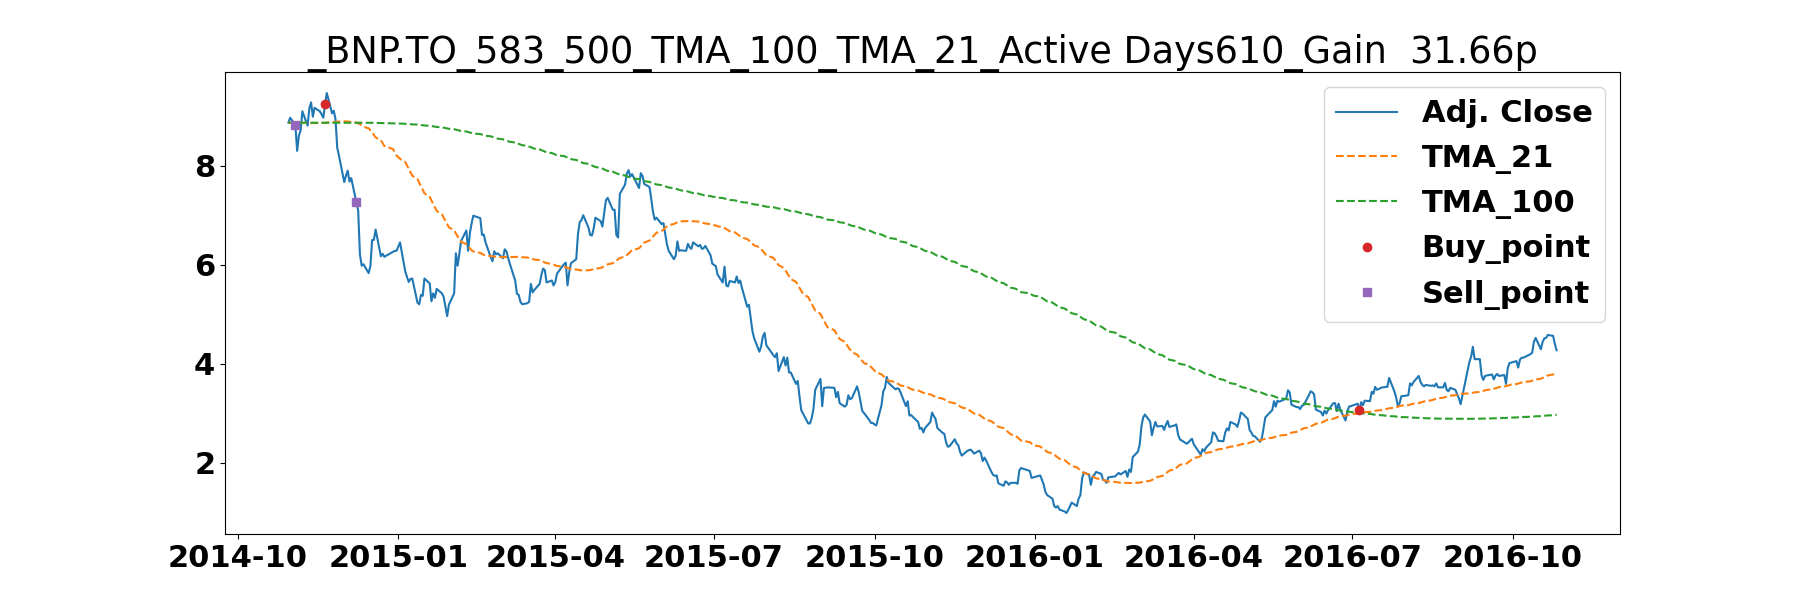 _BNP.TO_583_500_TMA_100_TMA_21_Active Days610_Gain  31.66p
Adj. Close
TMA_21
TMA_100
Buy_point
Sell_point
8
6
4
2
2014-10 2015-01 2015-04 2015-07 2015-10 2016-01 2016-04 2016-07 2016-10